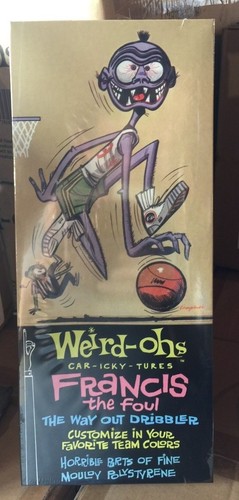 Weird-ohs
CAR-ICKY-TURES
FRANCIS
the Foul
THE WAY OUT DRIBBLER
CUSTOMIZE IN YOUR
FAVORITE TEAM COLORS
HORRIBLE BITS OF FINE
MOULDY POLYSTYRENE